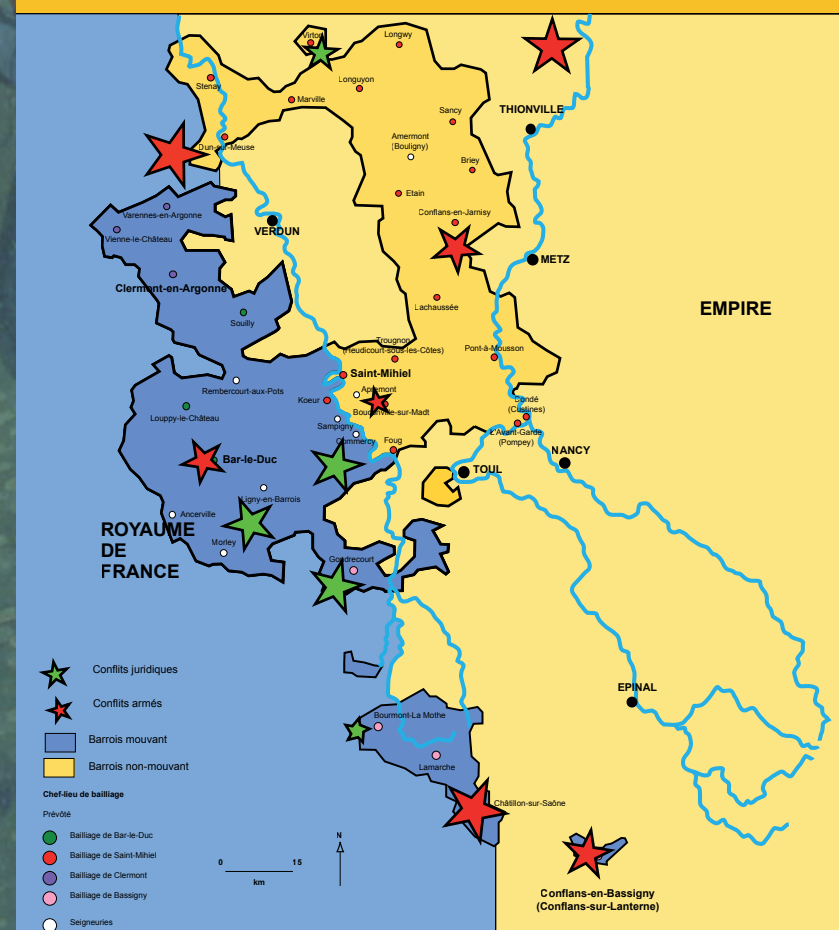 Virton
Longwy
Stenay
Longuyon
Marville
Sancy
THIONVILLE
Dun-sur-Meuse
Amermont
(Bouligny)
Briey
Etain
Varennes-en-Argonne
Conflans-en-Jarnisy
Vienne-le-Château
VERDUN
METZ
Clermont-en-Argonne
Lachaussée
EMPIRE
Souilly
Trougnon
(Heudicourt-sous-les-Côtes)
Pont-à-Mousson
Saint-Mihiel
Rembercourt-aux-Pots
Apremont
Koeur
Condé
(Custines)
Louppy-le-Château
Bouconville-sur-Madt
Sampigny
L'Avant-Garde
(Pompey)
Commercy
Foug
NANCY
Bar-le-Duc
TOUL
Ligny-en-Barrois
Ancerville
ROYAUME
DE
FRANCE
Morley
Gondrecourt
Conflits juridiques
EPINAL
Conflits armés
Bourmont-La Mothe
Barrois mouvant
Barrois non-mouvant
Lamarche
Chef-lieu de bailliage
Châtillon-sur-Saône
Prévôté
Bailliage de Bar-le-Duc
Bailliage de Saint-Mihiel
Bailliage de Clermont
Bailliage de Bassigny
Seigneuries
N
0 15
km
Conflans-en-Bassigny
(Conflans-sur-Lanterne)